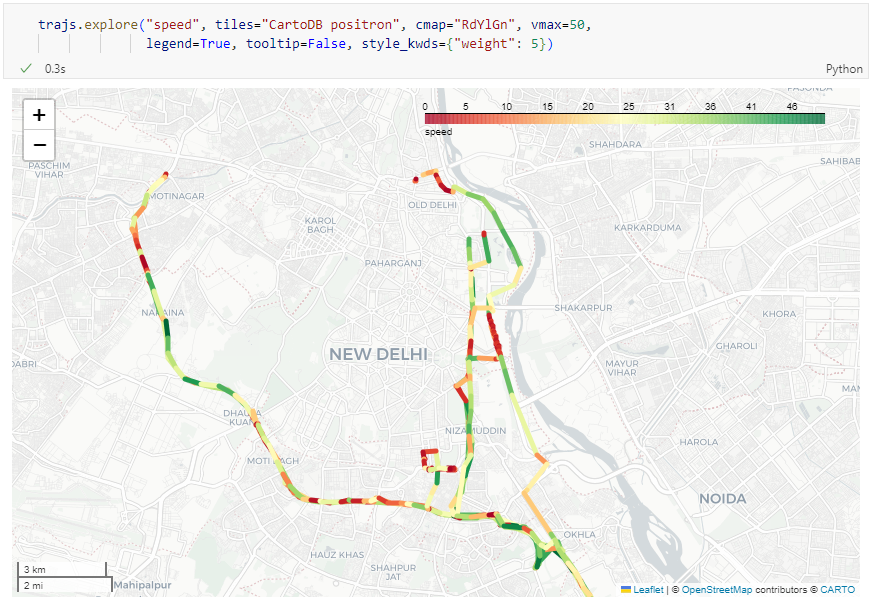 trajs.explore("speed", tiles="CartoDB positron", cmap="RdYlGn", vmax=50,
legend=True, tooltip=False, style_kwds={"weight": 5})
0.3s
Python
+
−
0 5 10 15 20 25 31 36 41 46
speed
SHAHDARA
SAHIBAB
PASCHIM
VIHAR
MOTINAGAR
OLD DELHI
KAROL
BAGH
KARKARDUMA
PAHARGANJ
NARAINA
SHAKARPUR
KHORA
NEW DELHI
GHAROLI
DABRI
MAYUR
VIHAR
DHAULA
KUAN
NIZAMUDDIN
HAROLA
MOTI BAGH
NOIDA
OKHLA
HAUZ KHAS
SHAHPUR
JAT
3 km
2 mi
Mahipalpur
Leaflet | © OpenStreetMap contributors © CARTO